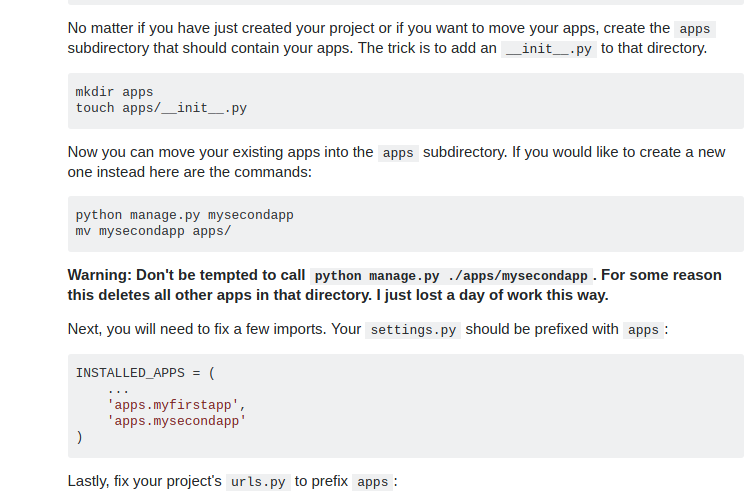 No matter if you have just created your project or if you want to move your apps, create the apps
subdirectory that should contain your apps. The trick is to add an __init__.py to that directory.
mkdir apps
touch apps/__init__.py
Now you can move your existing apps into the apps subdirectory. If you would like to create a new
one instead here are the commands:
python manage.py mysecondapp
mv mysecondapp apps/
Warning: Don't be tempted to call python manage.py ./apps/mysecondapp. For some reason
this deletes all other apps in that directory. I just lost a day of work this way.
Next, you will need to fix a few imports. Your settings.py should be prefixed with apps:
INSTALLED_APPS = (
    ...
    'apps.myfirstapp',
    'apps.mysecondapp'
)
Lastly, fix your project's urls.py to prefix apps: